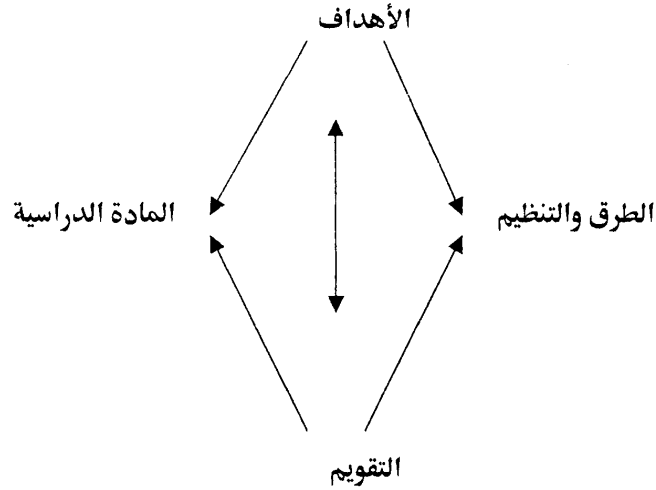 الأهداف
الطرق والتنظيم
المادة الدراسية
التقويم